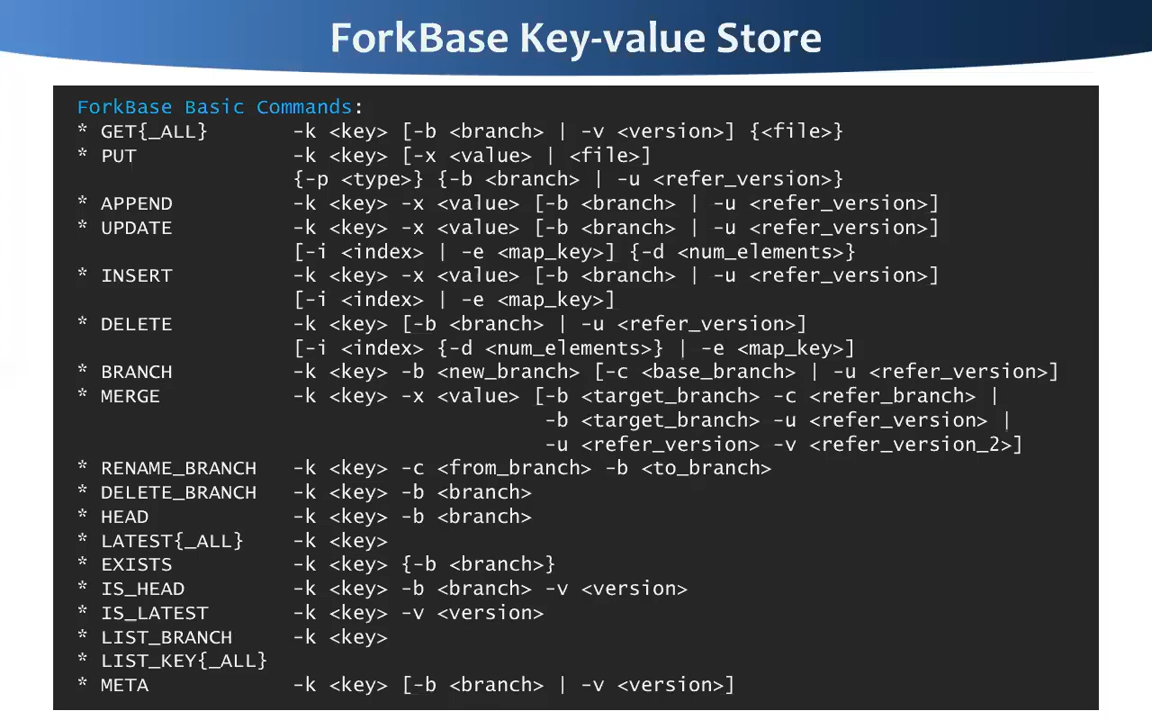 ForkBase Key-value Store
ForkBase Basic Commands:
* GET{_ALL} -k <key> [-b <branch> | -v <version>] {<file>}
* PUT -k <key> [-x <value> | <file>]
{-p <type>} {-b <branch> | -u <refer_version>}
* APPEND -k <key> -x <value> [-b <branch> | -u <refer_version>]
* UPDATE -k <key> -x <value> [-b <branch> | -u <refer_version>]
[-i <index> | -e <map_key>] {-d <num_elements>}
* INSERT -k <key> -x <value> [-b <branch> | -u <refer_version>]
[-i <index> | -e <map_key>]
* DELETE -k <key> [-b <branch> | -u <refer_version>]
[-i <index> {-d <num_elements>} | -e <map_key>]
* BRANCH -k <key> -b <new_branch> [-c <base_branch> | -u <refer_version>]
* MERGE -k <key> -x <value> [-b <target_branch> -c <refer_branch> |
-b <target_branch> -u <refer_version> |
-u <refer_version> -v <refer_version_2>]
* RENAME_BRANCH -k <key> -c <from_branch> -b <to_branch>
* DELETE_BRANCH -k <key> -b <branch>
* HEAD -k <key> -b <branch>
* LATEST{_ALL} -k <key>
* EXISTS -k <key> {-b <branch>}
* IS_HEAD -k <key> -b <branch> -v <version>
* IS_LATEST -k <key> -v <version>
* LIST_BRANCH -k <key>
* LIST_KEY{_ALL}
* META -k <key> [-b <branch> | -v <version>]